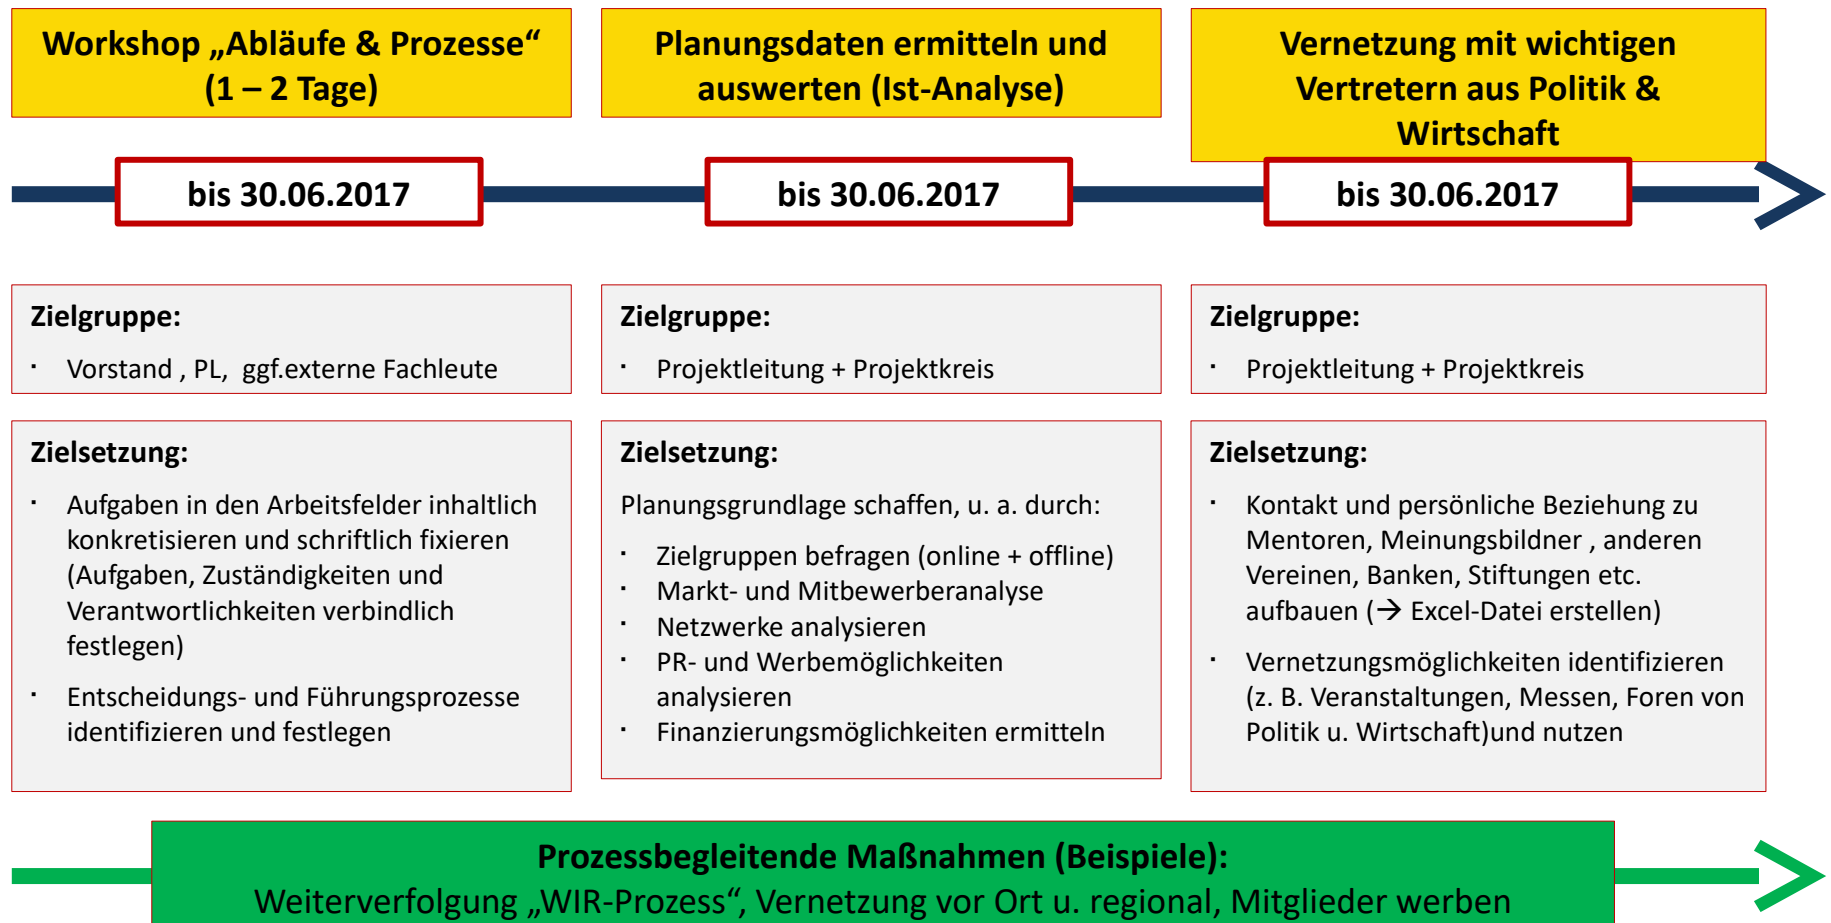 Workshop „Abläufe & Prozesse“
(1 – 2 Tage)
bis 30.06.2017
Zielgruppe:
· Vorstand , PL, ggf.externe Fachleute
Zielsetzung:
· Aufgaben in den Arbeitsfelder inhaltlich
konkretisieren und schriftlich fixieren
(Aufgaben, Zuständigkeiten und
Verantwortlichkeiten verbindlich
festlegen)
· Entscheidungs- und Führungsprozesse
identifizieren und festlegen
Planungsdaten ermitteln und
auswerten (Ist-Analyse)
bis 30.06.2017
Zielgruppe:
· Projektleitung + Projektkreis
Zielsetzung:
Planungsgrundlage schaffen, u. a. durch:
· Zielgruppen befragen (online + offline)
· Markt- und Mitbewerberanalyse
· Netzwerke analysieren
· PR- und Werbemöglichkeiten
analysieren
· Finanzierungsmöglichkeiten ermitteln
Vernetzung mit wichtigen
Vertretern aus Politik &
Wirtschaft
bis 30.06.2017
Zielgruppe:
· Projektleitung + Projektkreis
Zielsetzung:
· Kontakt und persönliche Beziehung zu
Mentoren, Meinungsbildner , anderen
Vereinen, Banken, Stiftungen etc.
aufbauen (→ Excel-Datei erstellen)
· Vernetzungsmöglichkeiten identifizieren
(z. B. Veranstaltungen, Messen, Foren von
Politik u. Wirtschaft)und nutzen
Prozessbegleitende Maßnahmen (Beispiele):
Weiterverfolgung „WIR-Prozess“, Vernetzung vor Ort u. regional, Mitglieder werben